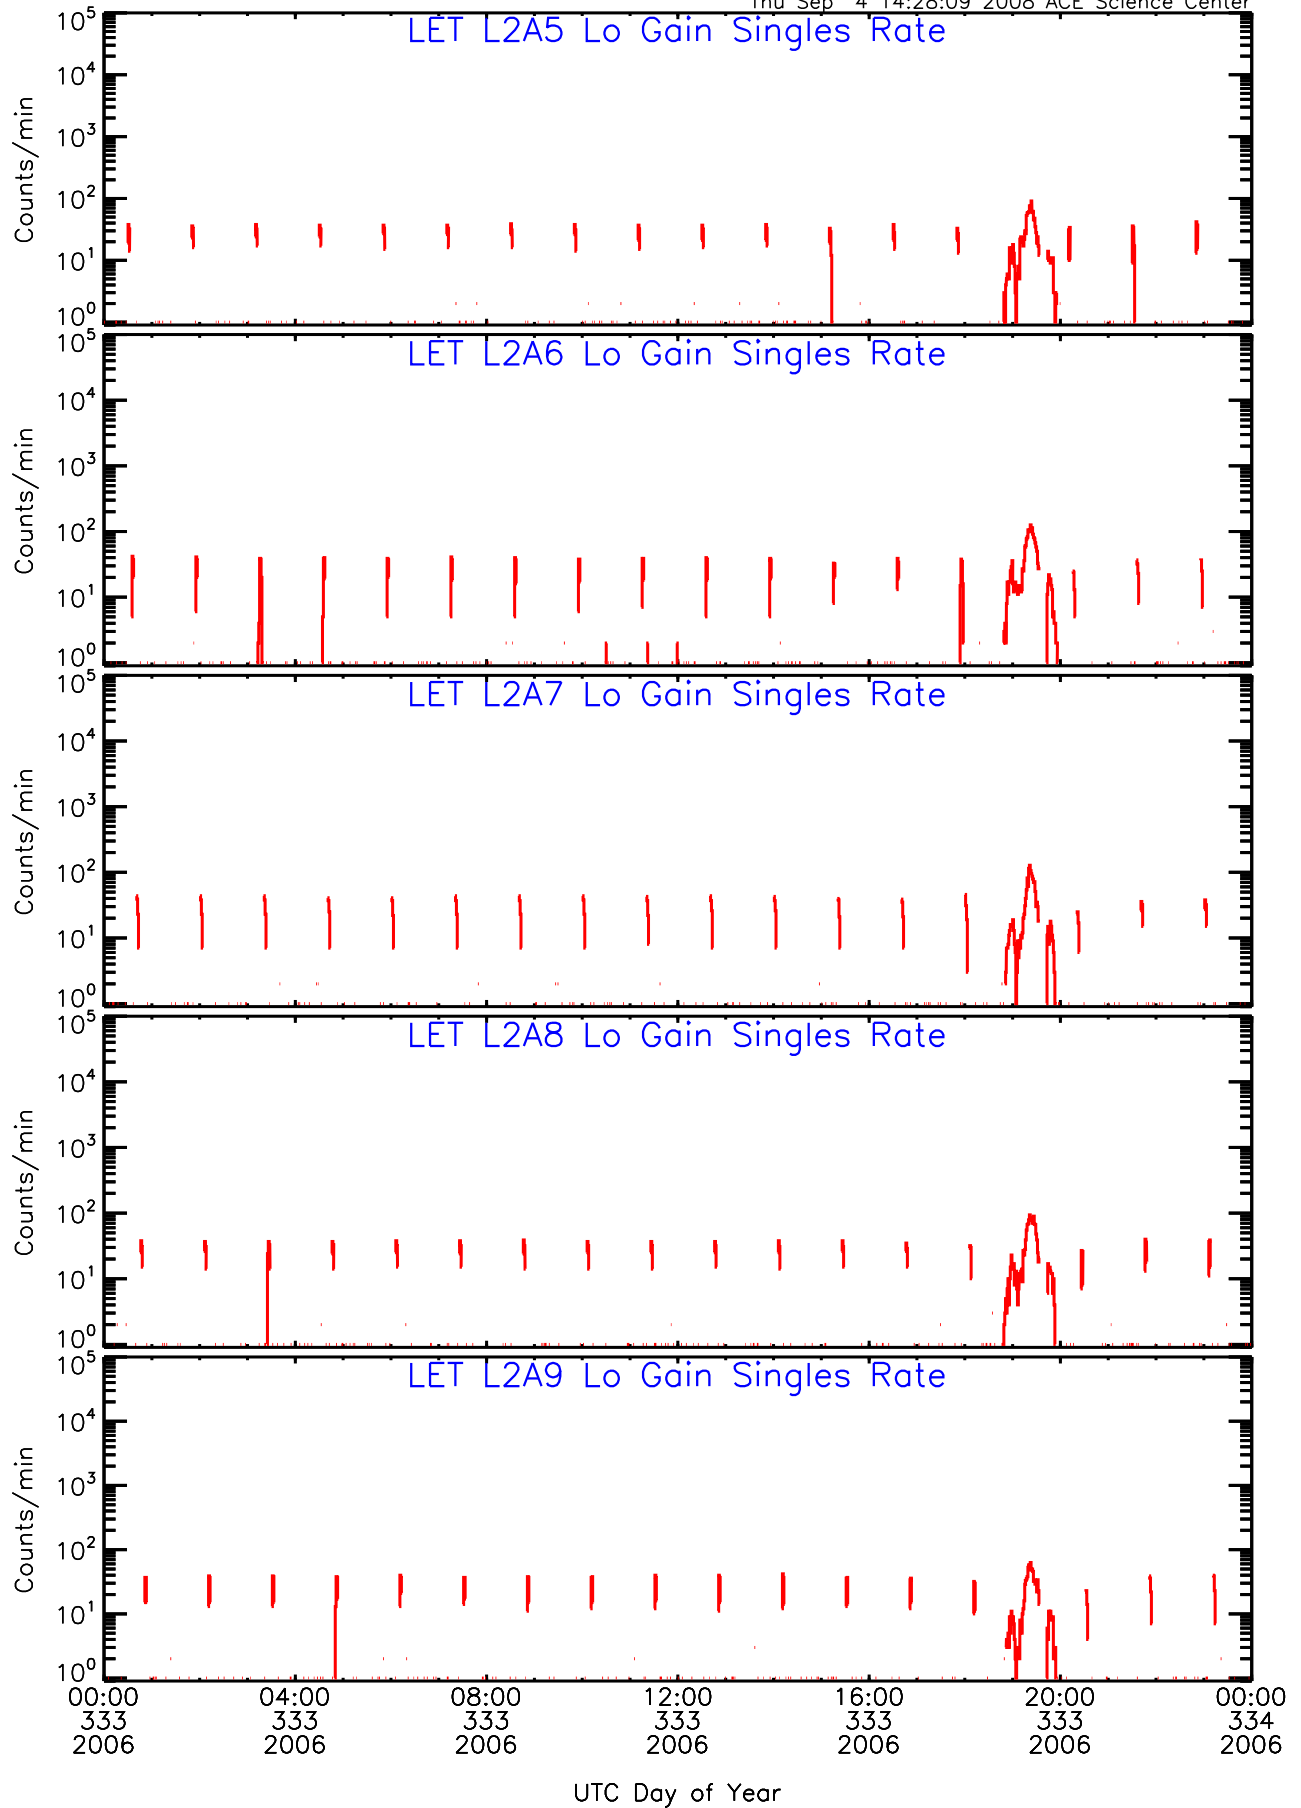 Thu Sep 4 14:28:09 2008 ACE Science Center
LET L2A5 Lo Gain Singles Rate
10^5
10^4
10^3
10^2
10^1
10^0
Counts/min
LET L2A6 Lo Gain Singles Rate
10^5
10^4
10^3
10^2
10^1
10^0
Counts/min
LET L2A7 Lo Gain Singles Rate
10^5
10^4
10^3
10^2
10^1
10^0
Counts/min
LET L2A8 Lo Gain Singles Rate
10^5
10^4
10^3
10^2
10^1
10^0
Counts/min
LET L2A9 Lo Gain Singles Rate
10^5
10^4
10^3
10^2
10^1
10^0
Counts/min
00:00 04:00 08:00 12:00 16:00 20:00 00:00
333 333 333 333 333 333 334
2006 2006 2006 2006 2006 2006 2006
UTC Day of Year